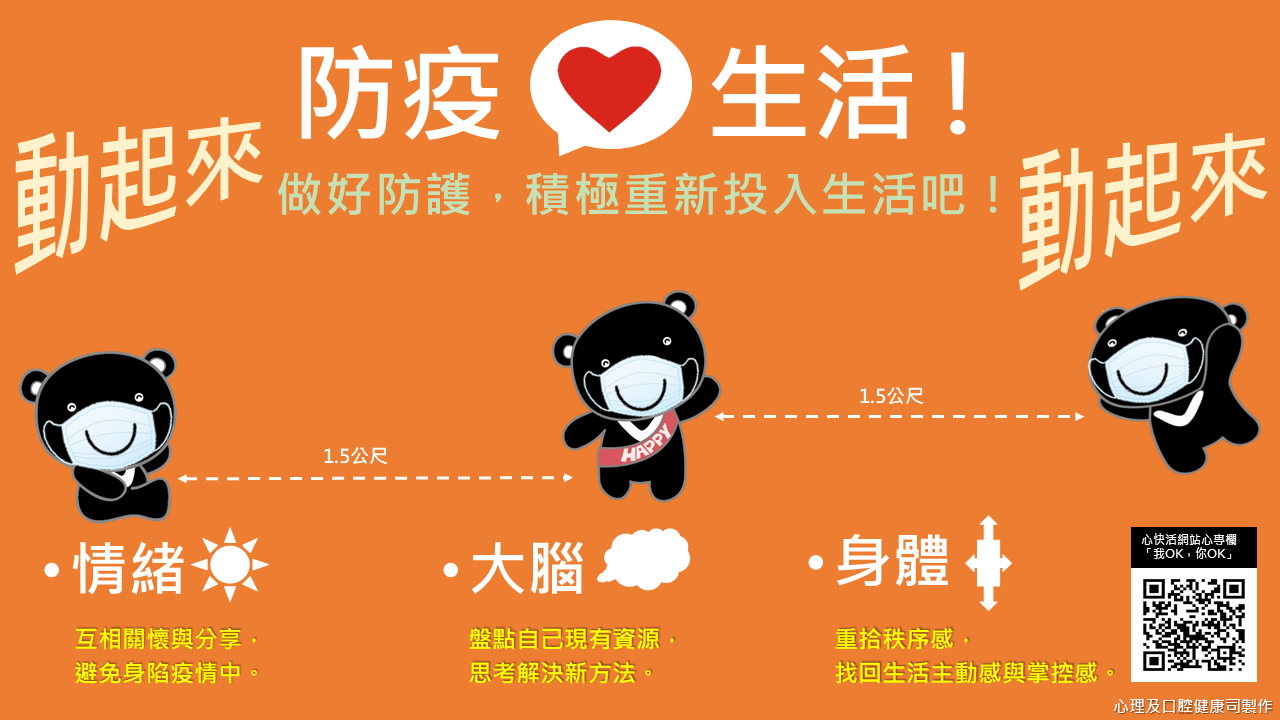 防疫 生活！
動起來
動起來
做好防護，積極重新投入生活吧！
1.5公尺
1.5公尺
HAPPY
•情緒
互相關懷與分享，
避免身陷疫情中。
•大腦
盤點自己現有資源，
思考解決新方法。
•身體
重拾秩序感，
找回生活主動感與掌控感。
心快活網站心專欄
「我OK，你OK」
心理及口腔健康司製作